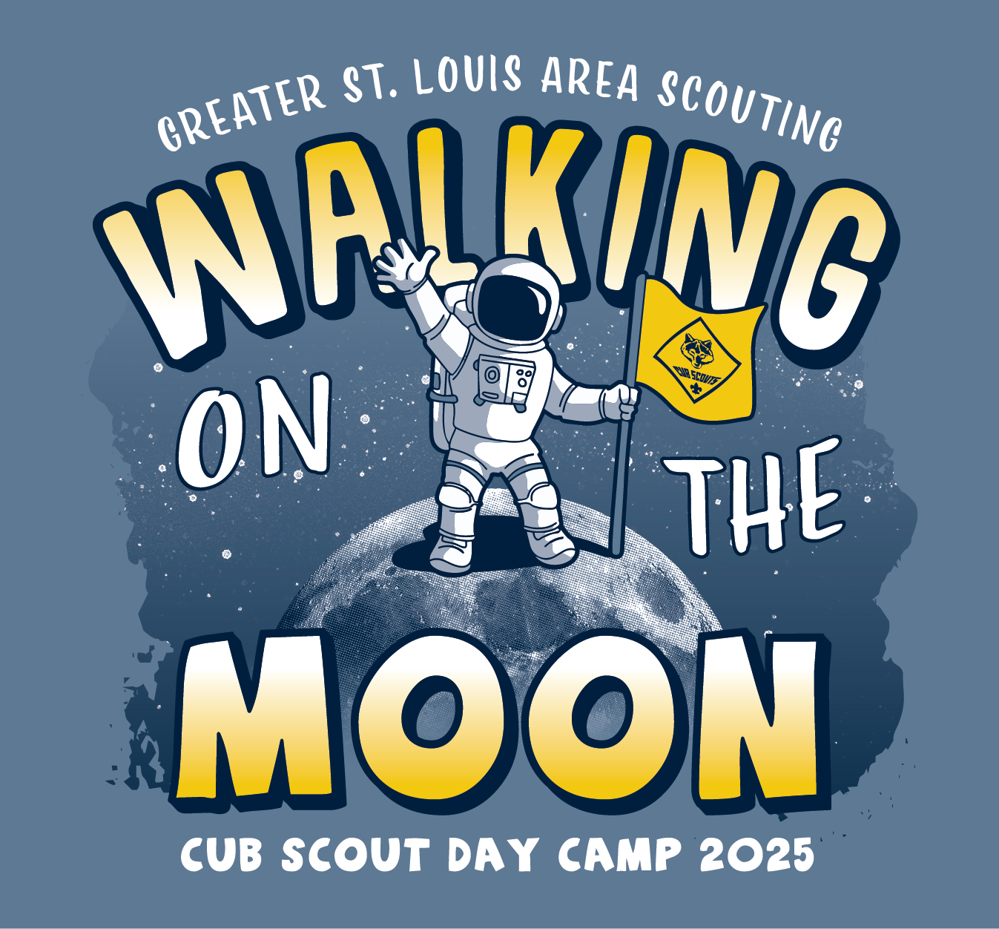 GREATER ST. LOUIS AREA SCOUTING
WALKING
CUB SCOUTS
ON
THE
MOON
CUB SCOUT DAY CAMP 2025